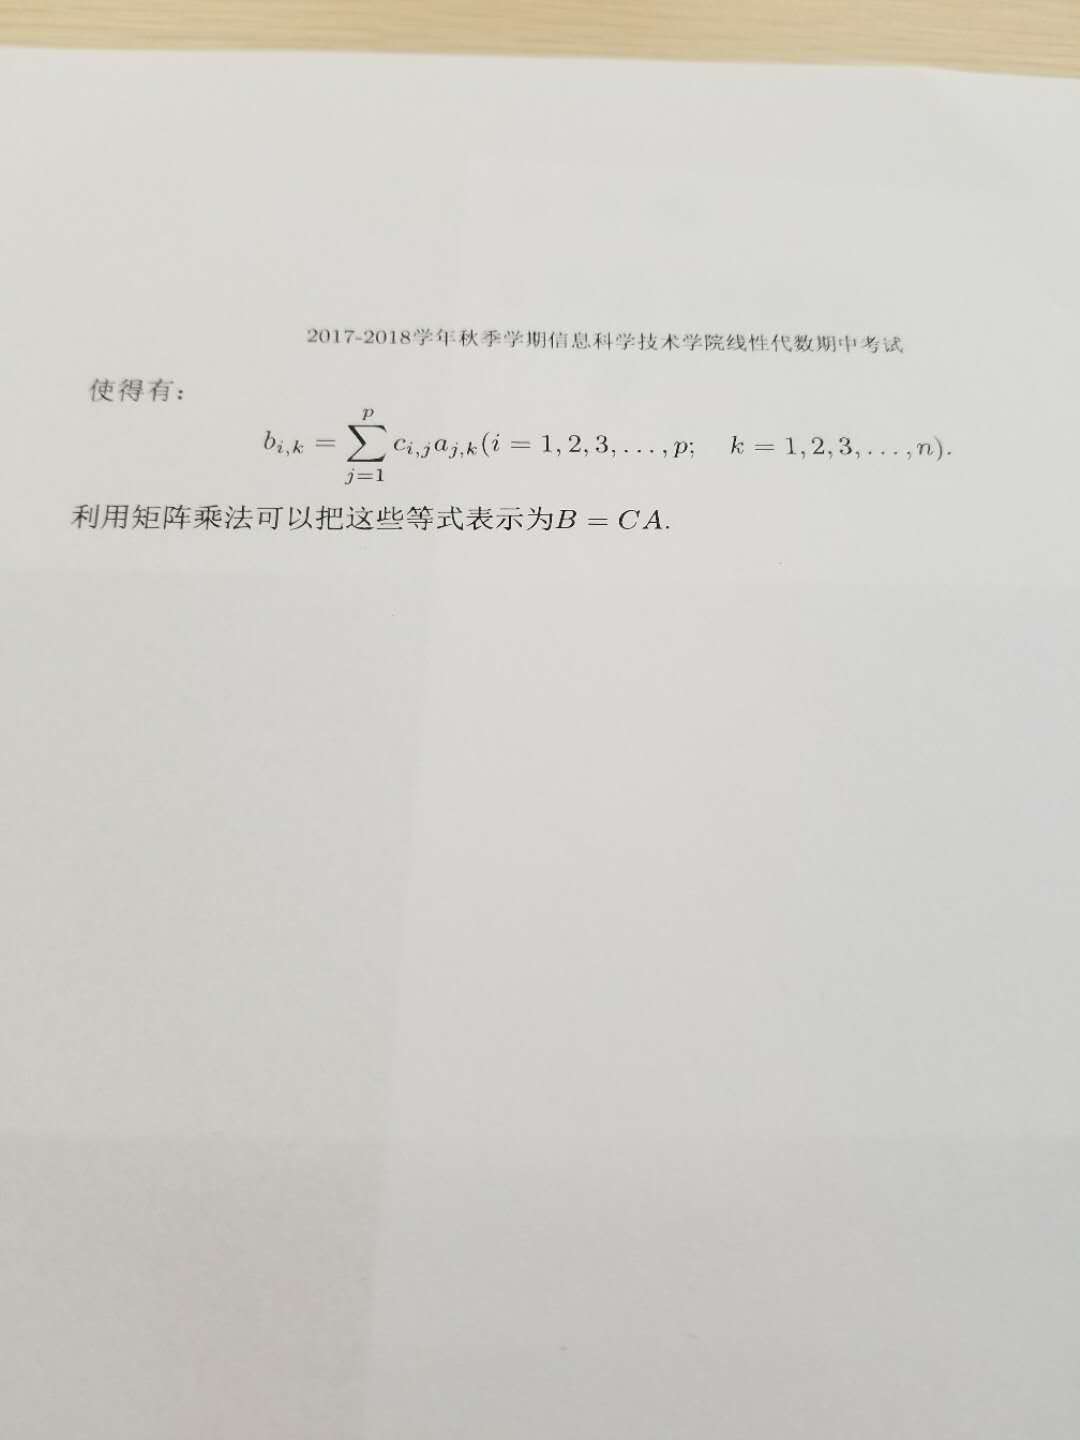 2017-2018学年秋季学期信息科学技术学院线性代数期中考试
使得有：
b_{i,k} = \sum_{j=1}^{p} c_{i,j}a_{j,k}(i = 1, 2, 3, . . . , p; k = 1, 2, 3, . . . , n).
利用矩阵乘法可以把这些等式表示为B = CA.